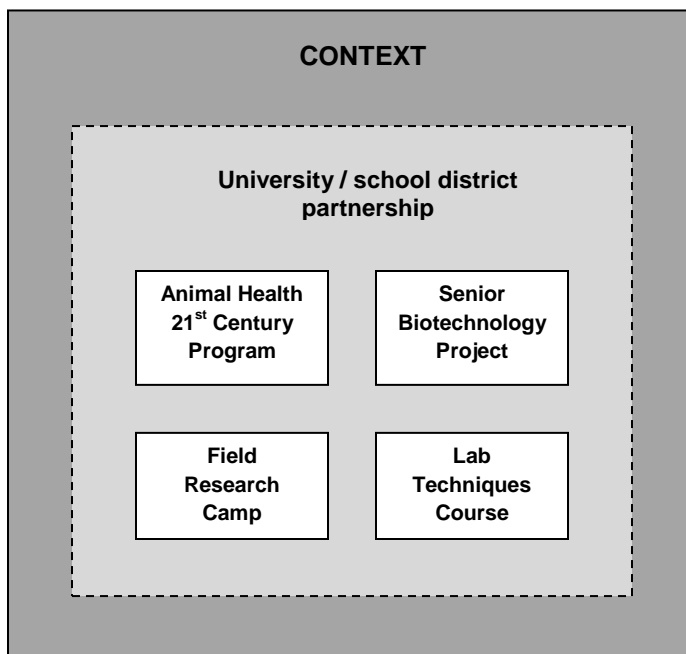 CONTEXT
University / school district
partnership
Animal Health
21st Century
Program
Senior
Biotechnology
Project
Field
Research
Camp
Lab
Techniques
Course